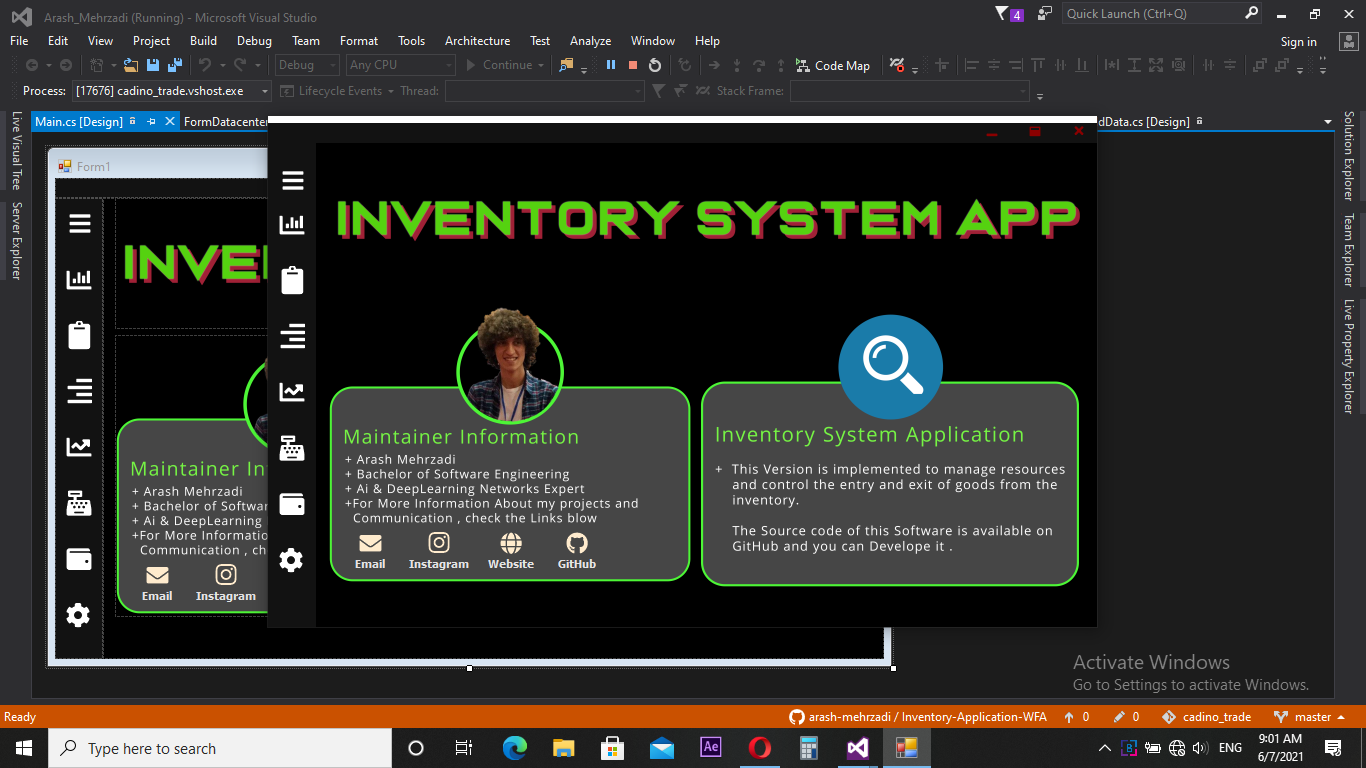 Arash_Mehrzadi (Running) - Microsoft Visual Studio
4
Quick Launch (Ctrl+Q)
File Edit View Project Build Debug Team Format Tools Architecture Test Analyze Window Help
Sign in
Debug Any CPU Continue Code Map
Process: [17676] cadino_trade.vshost.exe Lifecycle Events Thread: Stack Frame:
Main.cs [Design] FormDatacenter dData.cs [Design]
Live Visual Tree
Server Explorer
Solution Explorer
Team Explorer
Live Property Explorer
Form1
INVE
Maintainer In
+ Arash Mehrzadi
+ Bachelor of Softwa
+ Ai & DeepLearning
+For More Informatio
Communication , ch
Email Instagram
INVENTORY SYSTEM APP
Maintainer Information
+ Arash Mehrzadi
+ Bachelor of Software Engineering
+ Ai & DeepLearning Networks Expert
+For More Information About my projects and
Communication , check the Links blow
Email Instagram Website GitHub
Inventory System Application
+ This Version is implemented to manage resources
and control the entry and exit of goods from the
inventory.
The Source code of this Software is available on
GitHub and you can Develope it .
Activate Windows
Go to Settings to activate Windows.
Ready
arash-mehrzadi / Inventory-Application-WFA 0 0 cadino_trade master
Type here to search
Ae
ENG
9:01 AM
6/7/2021